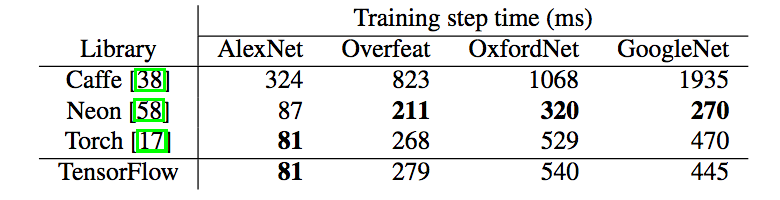 Training step time (ms)
Library AlexNet Overfeat OxfordNet GoogleNet
Caffe [38] 324 823 1068 1935
Neon [58] 87 211 320 270
Torch [17] 81 268 529 470
TensorFlow 81 279 540 445